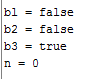 b1 = false
b2 = false
b3 = true
n = 0